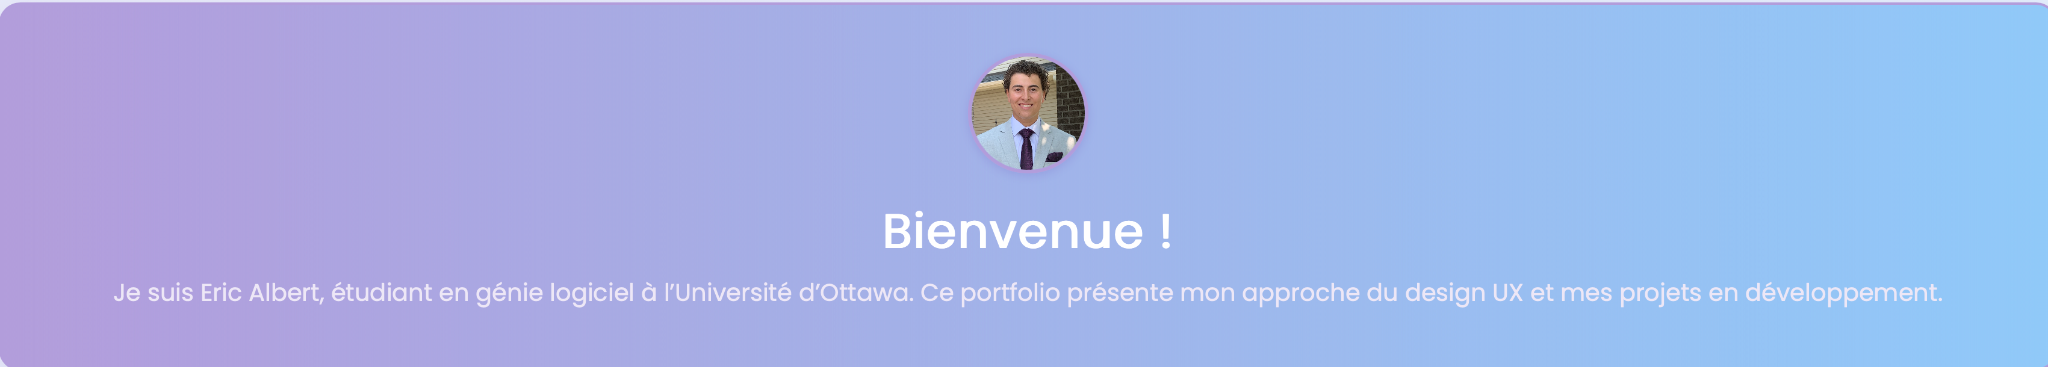 Bienvenue !
Je suis Eric Albert, étudiant en génie logiciel à l’Université d’Ottawa. Ce portfolio présente mon approche du design UX et mes projets en développement.